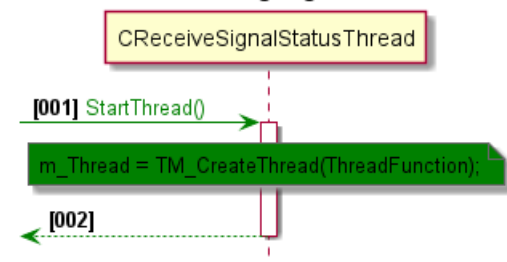 CReceiveSignalStatusThread
[001] StartThread()
m_Thread = TM_CreateThread(ThreadFunction);
[002]